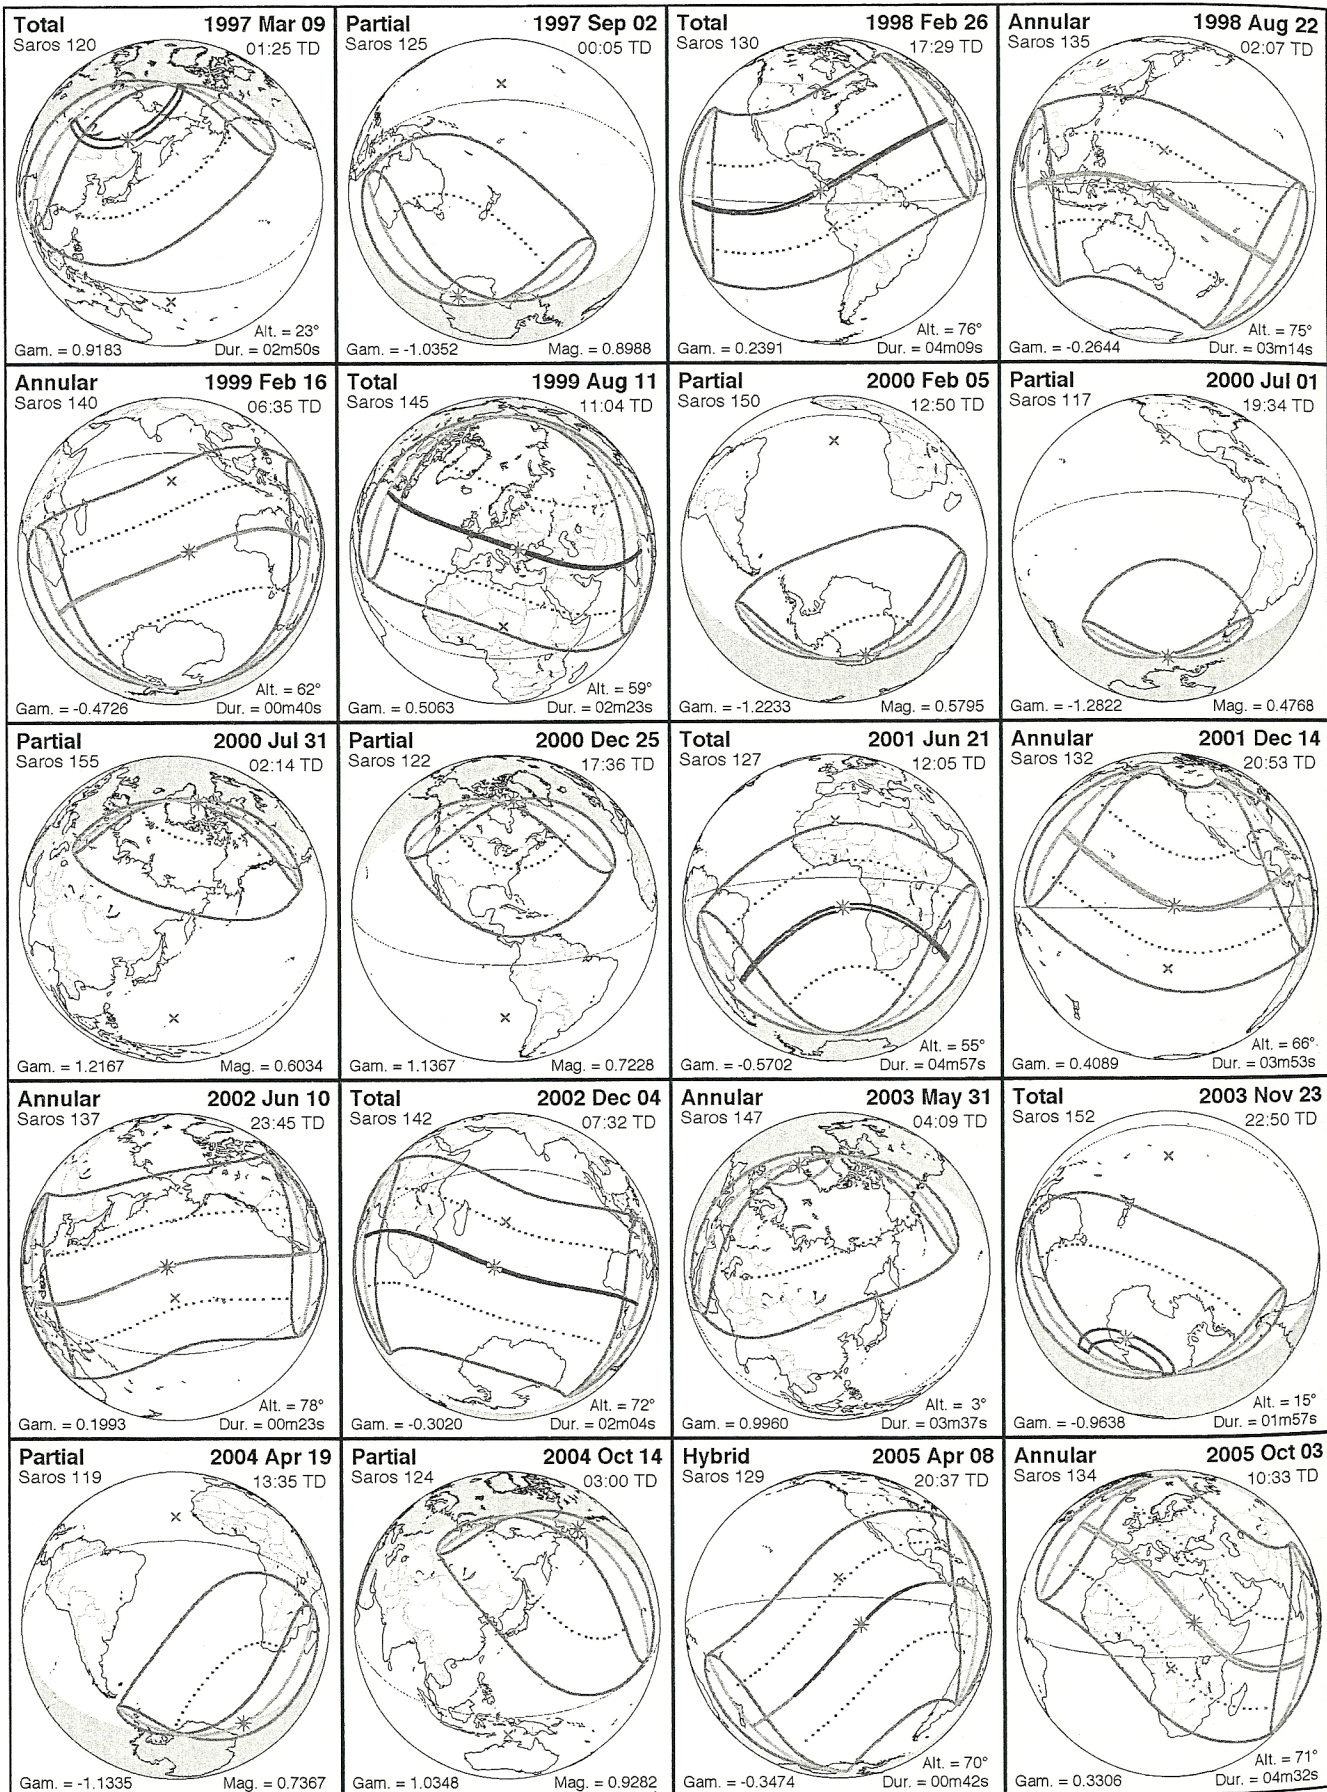 Total 1997 Mar 09
Saros 120 01:25 TD
Alt. = 23°
Gam. = 0.9183 Dur. = 02m50s
Partial 1997 Sep 02
Saros 125 00:05 TD
Gam. = -1.0352 Mag. = 0.8988
Total 1998 Feb 26
Saros 130 17:29 TD
Alt. = 76°
Gam. = 0.2391 Dur. = 04m09s
Annular 1998 Aug 22
Saros 135 02:07 TD
Alt. = 75°
Gam. = -0.2644 Dur. = 03m14s
Annular 1999 Feb 16
Saros 140 06:35 TD
Alt. = 62°
Gam. = -0.4726 Dur. = 00m40s
Total 1999 Aug 11
Saros 145 11:04 TD
Alt. = 59°
Gam. = 0.5063 Dur. = 02m23s
Partial 2000 Feb 05
Saros 150 12:50 TD
Gam. = -1.2233 Mag. = 0.5795
Partial 2000 Jul 01
Saros 117 19:34 TD
Gam. = -1.2822 Mag. = 0.4768
Partial 2000 Jul 31
Saros 155 02:14 TD
Gam. = 1.2167 Mag. = 0.6034
Partial 2000 Dec 25
Saros 122 17:36 TD
Gam. = 1.1367 Mag. = 0.7228
Total 2001 Jun 21
Saros 127 12:05 TD
Alt. = 55°
Gam. = -0.5702 Dur. = 04m57s
Annular 2001 Dec 14
Saros 132 20:53 TD
Alt. = 66°
Gam. = 0.4089 Dur. = 03m53s
Annular 2002 Jun 10
Saros 137 23:45 TD
Alt. = 78°
Gam. = 0.1993 Dur. = 00m23s
Total 2002 Dec 04
Saros 142 07:32 TD
Alt. = 72°
Gam. = -0.3020 Dur. = 02m04s
Annular 2003 May 31
Saros 147 04:09 TD
Alt. = 3°
Gam. = 0.9960 Dur. = 03m37s
Total 2003 Nov 23
Saros 152 22:50 TD
Alt. = 15°
Gam. = -0.9638 Dur. = 01m57s
Partial 2004 Apr 19
Saros 119 13:35 TD
Gam. = -1.1335 Mag. = 0.7367
Partial 2004 Oct 14
Saros 124 03:00 TD
Gam. = 1.0348 Mag. = 0.9282
Hybrid 2005 Apr 08
Saros 129 20:37 TD
Alt. = 70°
Gam. = -0.3474 Dur. = 00m42s
Annular 2005 Oct 03
Saros 134 10:33 TD
Alt. = 71°
Gam. = 0.3306 Dur. = 04m32s